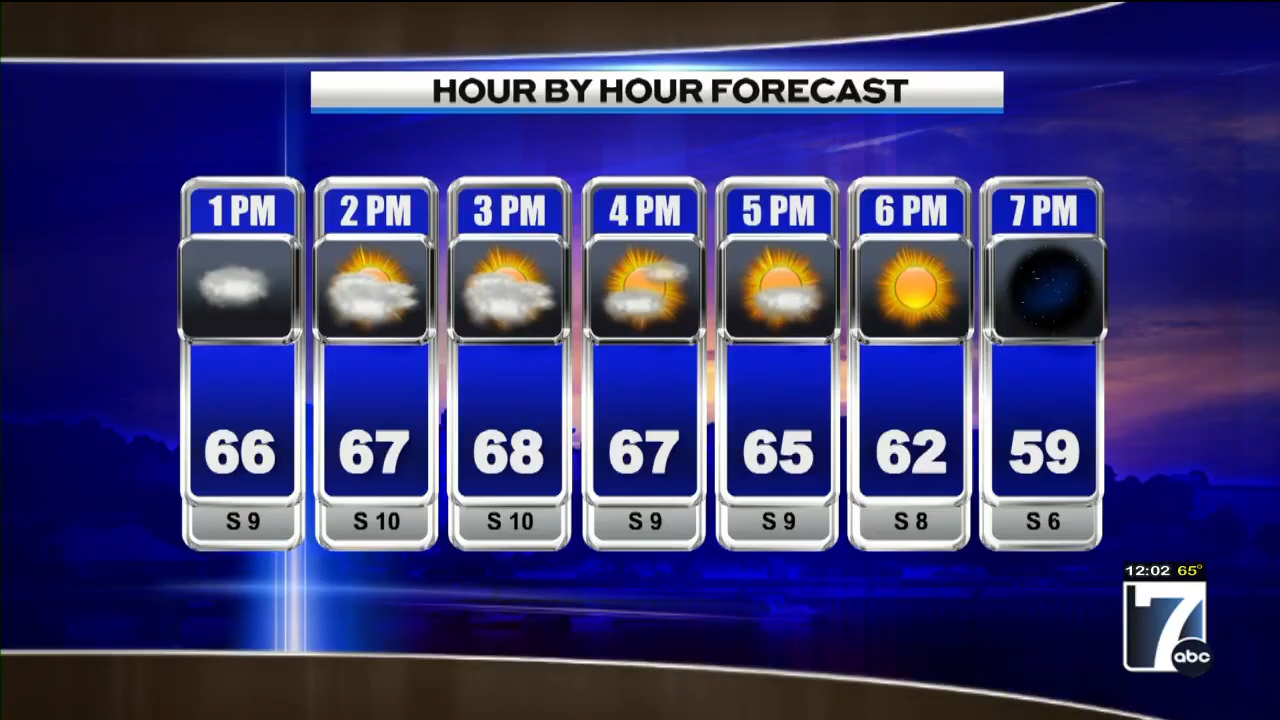 HOUR BY HOUR FORECAST
1 PM 2 PM 3 PM 4 PM 5 PM 6 PM 7 PM
66 67 68 67 65 62 59
S 9 S 10 S 10 S 9 S 9 S 8 S 6
12:02 65°
7
abc